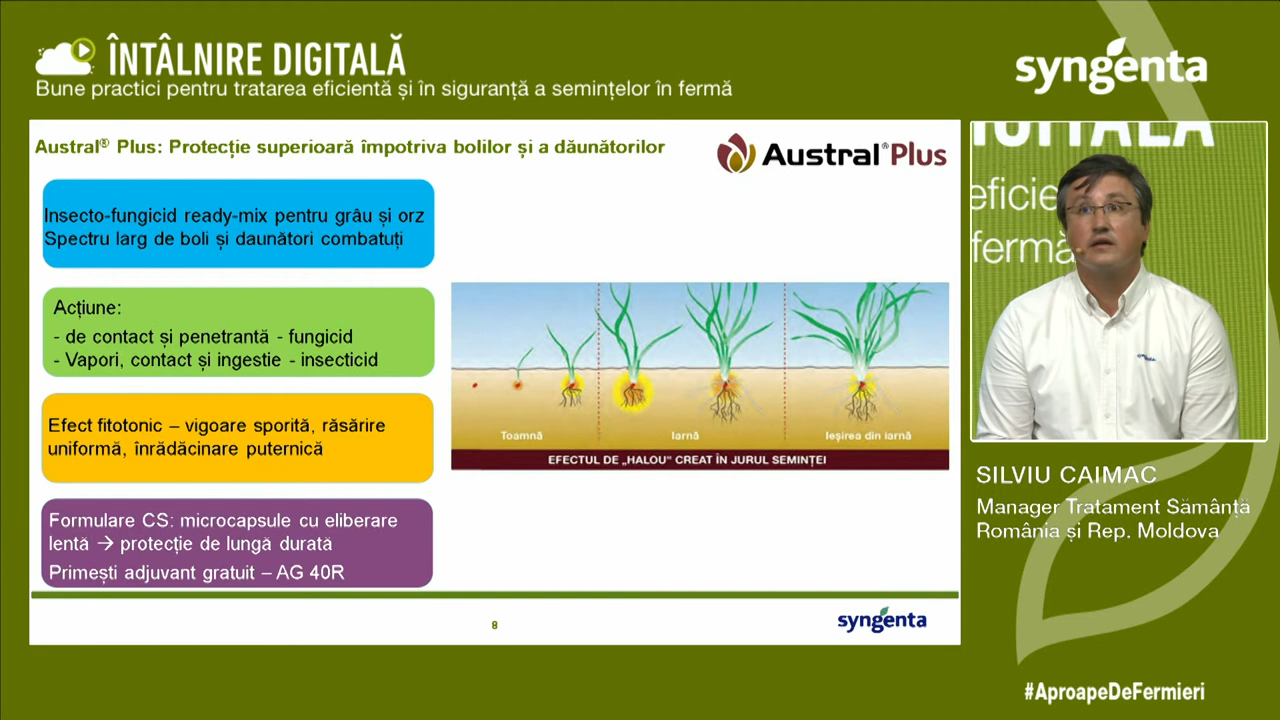 ÎNTÂLNIRE DIGITALĂ
Bune practici pentru tratarea eficientă și în siguranță a semințelor în fermă
syngenta
Austral® Plus: Protecție superioară împotriva bolilor și a dăunătorilor
Austral® Plus
Insecto-fungicid ready-mix pentru grâu și orz
Spectru larg de boli și daunători combatuți
Acțiune:
- de contact și penetrantă - fungicid
- Vapori, contact și ingestie - insecticid
Efect fitotonic – vigoare sporită, răsărire
uniformă, înrădăcinare puternică
Formulare CS: microcapsule cu eliberare
lentă → protecție de lungă durată
Primești adjuvant gratuit – AG 40R
Toamnă
Iarnă
Ieșirea din iarnă
EFECTUL DE „HALOU” CREAT ÎN JURUL SEMINȚEI
8
syngenta
eficie
fermă
SILVIU CAIMAC
Manager Tratament Sămânță
România și Rep. Moldova
#AproapeDeFermieri